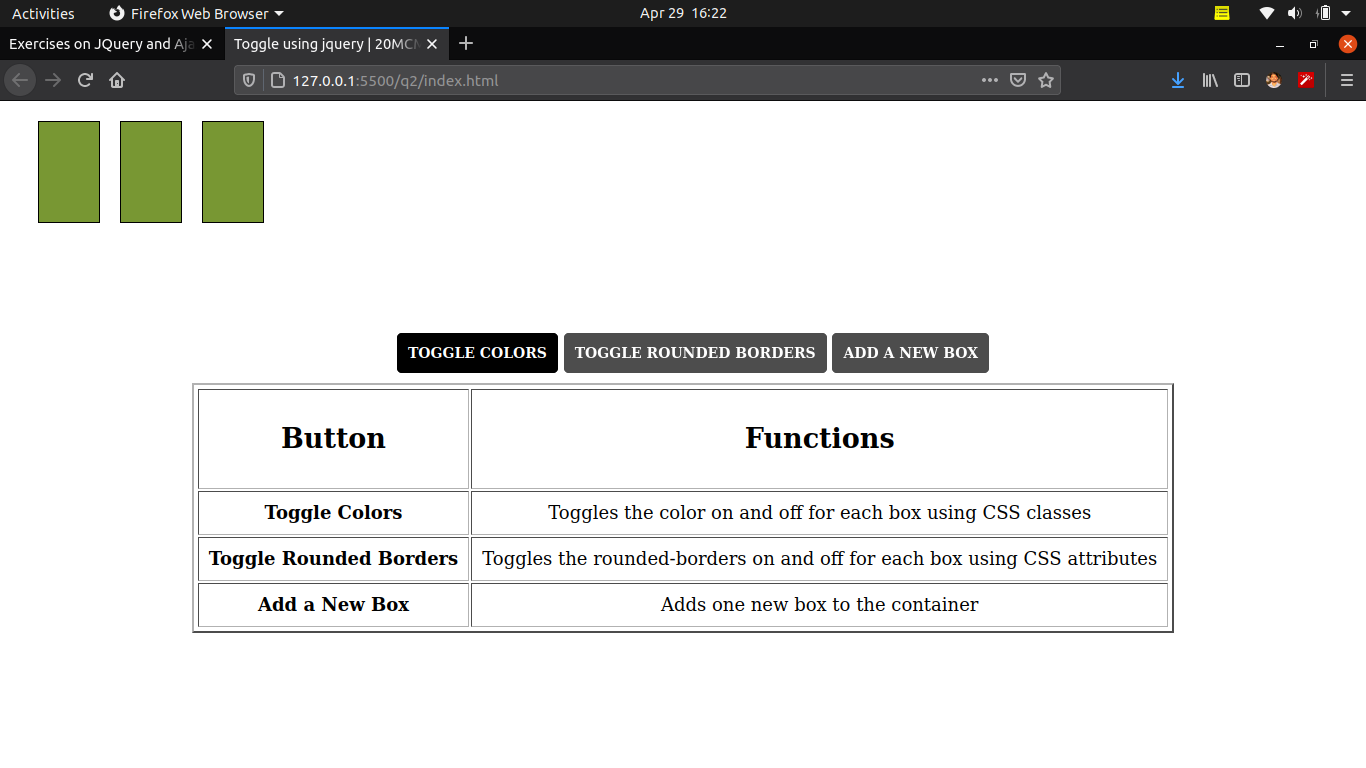 Activities Firefox Web Browser Apr 29 16:22
Exercises on JQuery and Aja Toggle using jquery | 20MCM
127.0.0.1:5500/q2/index.html
TOGGLE COLORS TOGGLE ROUNDED BORDERS ADD A NEW BOX
Button Functions
Toggle Colors Toggles the color on and off for each box using CSS classes
Toggle Rounded Borders Toggles the rounded-borders on and off for each box using CSS attributes
Add a New Box Adds one new box to the container